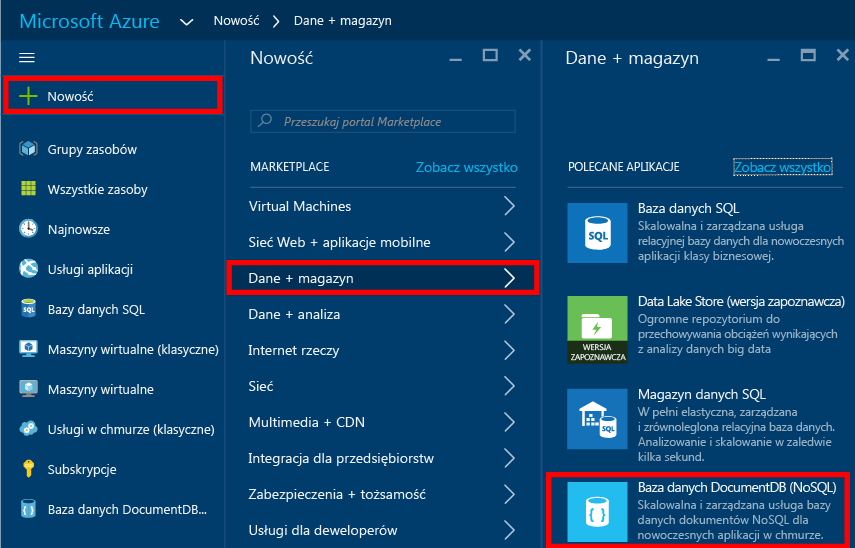 Microsoft Azure Nowość Dane + magazyn
Nowość
Grupy zasobów
Wszystkie zasoby
Najnowsze
Usługi aplikacji
Bazy danych SQL
Maszyny wirtualne (klasyczne)
Maszyny wirtualne
Usługi w chmurze (klasyczne)
Subskrypcje
Baza danych DocumentDB...
Nowość
Przeszukaj portal Marketplace
MARKETPLACE Zobacz wszystko
Virtual Machines
Sieć Web + aplikacje mobilne
Dane + magazyn
Dane + analiza
Internet rzeczy
Sieć
Multimedia + CDN
Integracja dla przedsiębiorstw
Zabezpieczenia + tożsamość
Usługi dla deweloperów
Dane + magazyn
POLECANE APLIKACJE Zobacz wszystko
SQL
Baza danych SQL
Skalowalna i zarządzana usługa
relacyjnej bazy danych dla nowoczesnych
aplikacji klasy biznesowej.
WERSJA
ZAPOZNAWCZA
Data Lake Store (wersja zapoznawcza)
Ogromne repozytorium do
przechowywania obciążeń wynikających
z analizy danych big data
SQL
Magazyn danych SQL
W pełni elastyczna, zarządzana
i zrównoleglona relacyjna baza danych.
Analizowanie i skalowanie w zaledwie
kilka sekund.
Baza danych DocumentDB (NoSQL)
Skalowalna i zarządzana usługa bazy
danych dokumentów NoSQL dla
nowoczesnych aplikacji w chmurze.